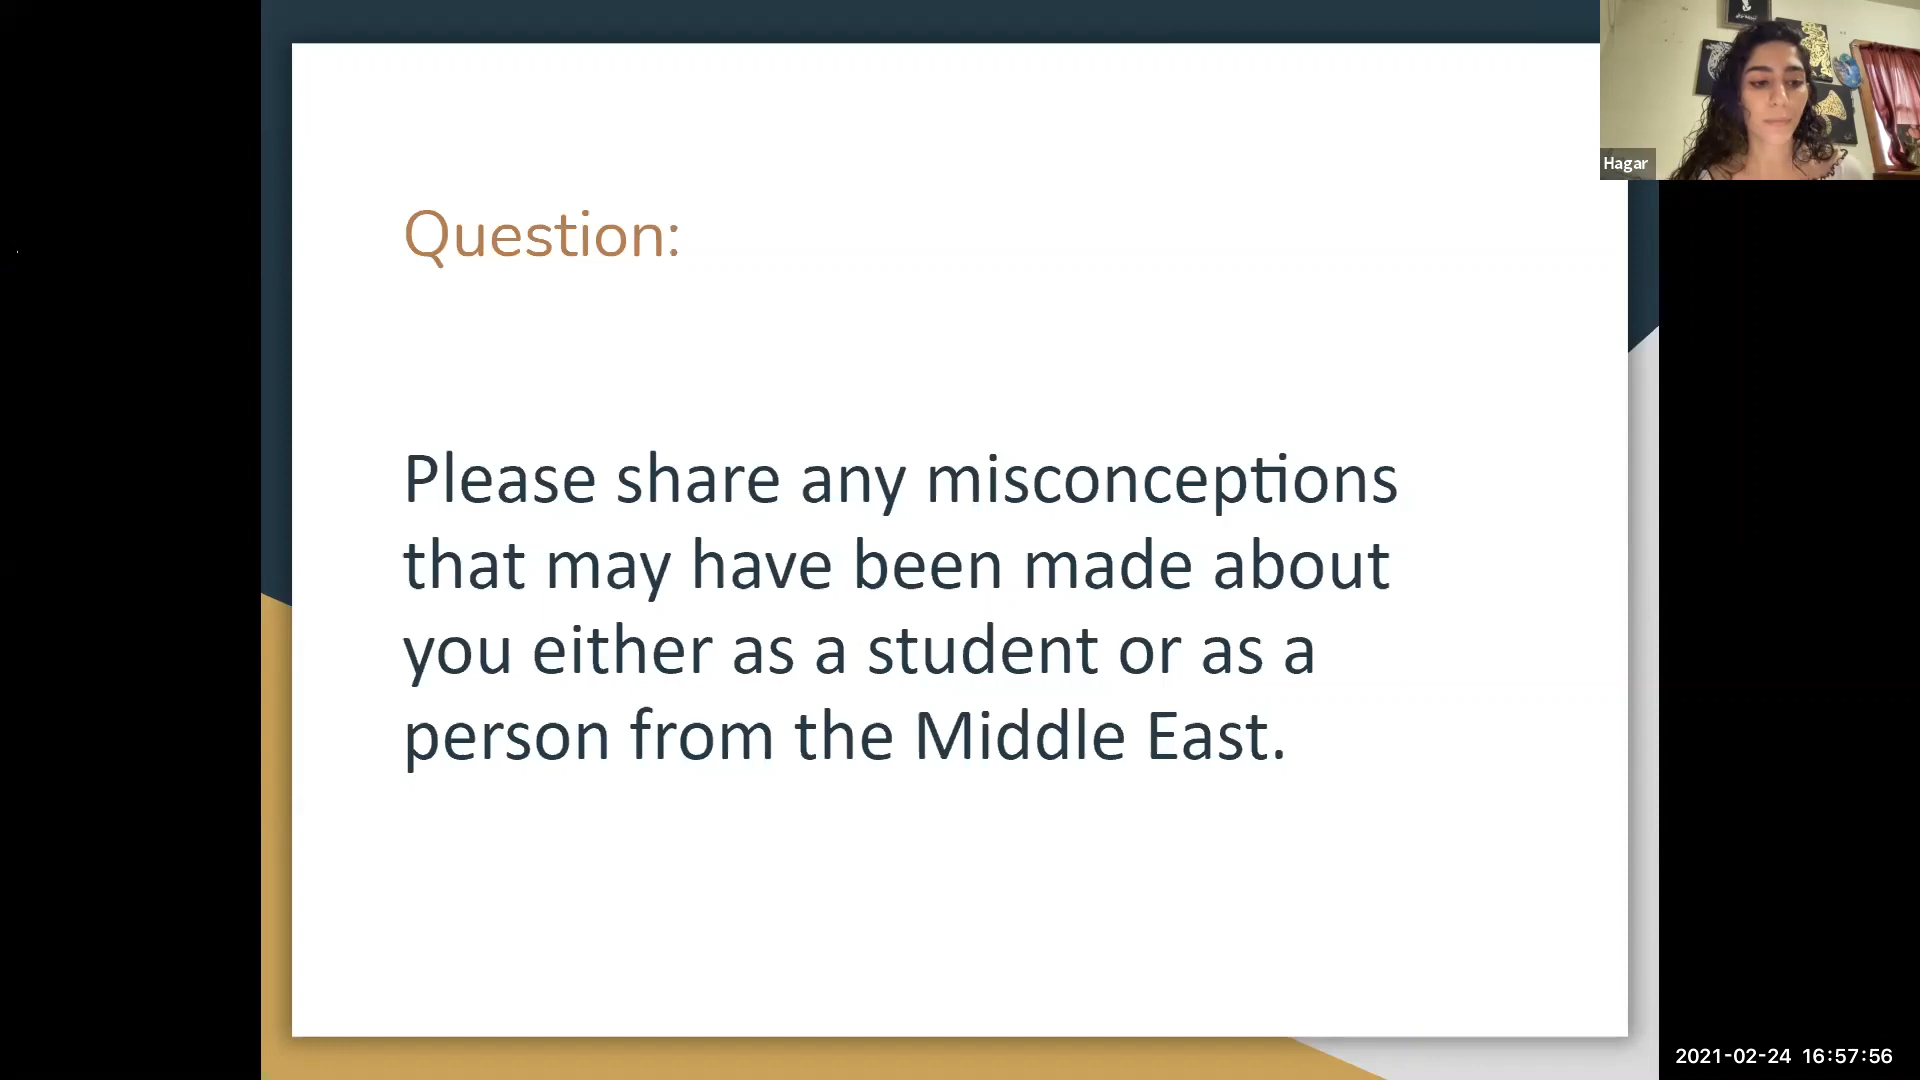 Hagar
Question:
Please share any misconceptions
that may have been made about
you either as a student or as a
person from the Middle East.
2021-02-24 16:57:56